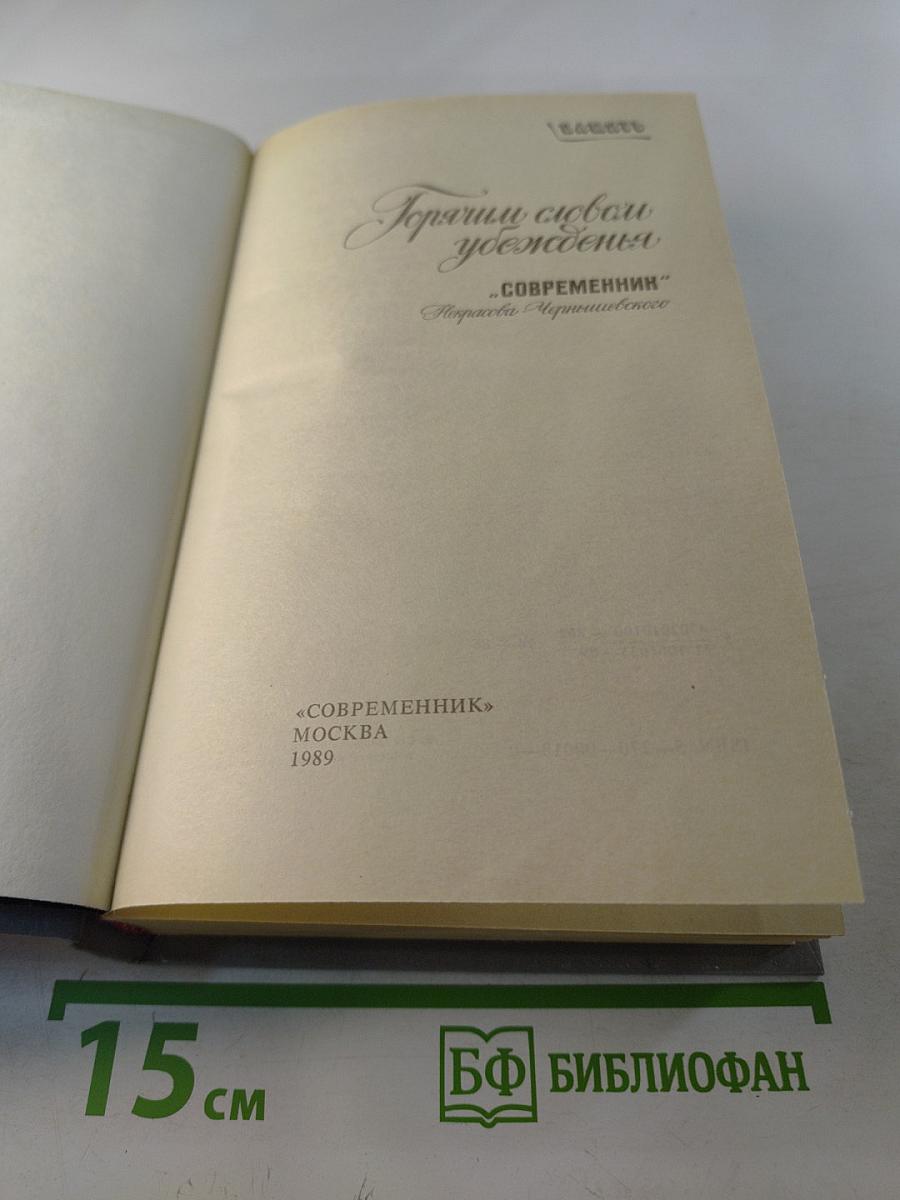 ПАМЯТЬ
Горячим словом
убежденья
„СОВРЕМЕННИК"
Некрасова Чернышевского
«СОВРЕМЕННИК»
МОСКВА
1989
15 см
БФ БИБЛИОФАН